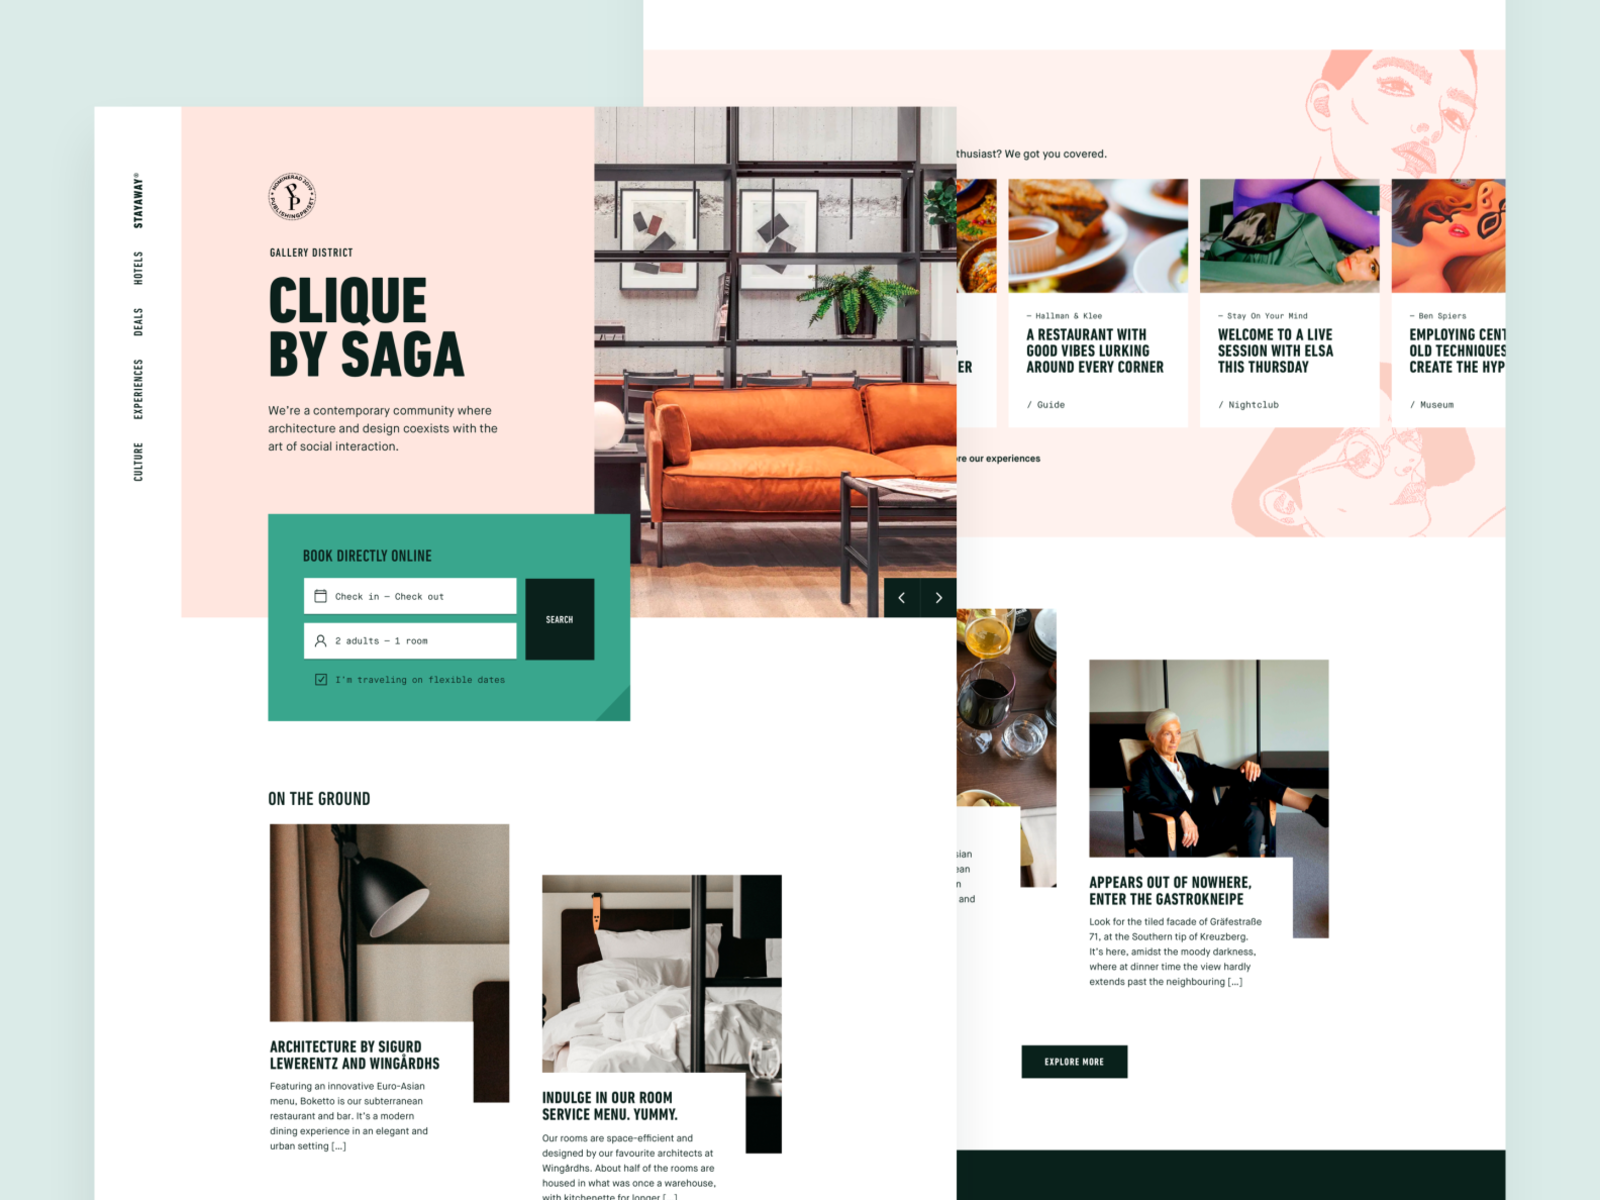 STAYAWAY®
HOTELS
DEALS
EXPERIENCES
CULTURE
NOMINERAD 2019
PUBLISHINGPRISET
GALLERY DISTRICT
CLIQUE
BY SAGA
We're a contemporary community where
architecture and design coexists with the
art of social interaction.
BOOK DIRECTLY ONLINE
Check in — Check out
2 adults — 1 room
SEARCH
I'm traveling on flexible dates
ON THE GROUND
ARCHITECTURE BY SIGURD
LEWERENTZ AND WINGÅRDHS
Featuring an innovative Euro-Asian
menu, Boketto is our subterranean
restaurant and bar. It's a modern
dining experience in an elegant and
urban setting [...]
INDULGE IN OUR ROOM
SERVICE MENU. YUMMY.
Our rooms are space-efficient and
designed by our favourite architects at
Wingårdhs. About half of the rooms are
housed in what was once a warehouse,
with kitchenette for longer [...]
thusiast? We got you covered.
ER
— Hallman & Klee
A RESTAURANT WITH
GOOD VIBES LURKING
AROUND EVERY CORNER
/ Guide
— Stay On Your Mind
WELCOME TO A LIVE
SESSION WITH ELSA
THIS THURSDAY
/ Nightclub
— Ben Spiers
EMPLOYING CENT
OLD TECHNIQUES
CREATE THE HYP
/ Museum
re our experiences
sian
ean
n
and
APPEARS OUT OF NOWHERE,
ENTER THE GASTROKNEIPE
Look for the tiled facade of Gräfestraße
71, at the Southern tip of Kreuzberg.
It's here, amidst the moody darkness,
where at dinner time the view hardly
extends past the neighbouring [...]
EXPLORE MORE